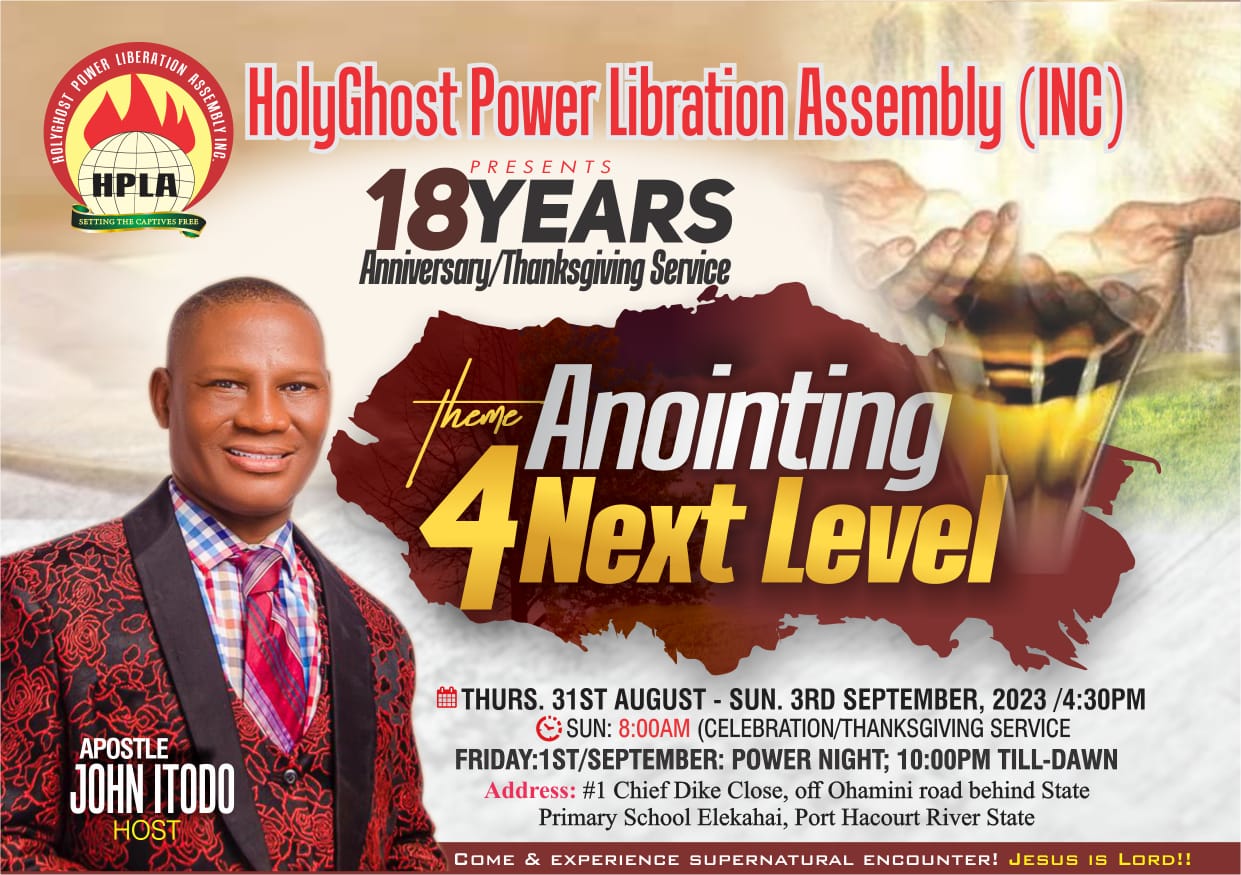 HOLYGHOST POWER LIBERATION ASSEMBLY INC.
HPLA
SETTING THE CAPTIVES FREE
HolyGhost Power Libration Assembly (INC)
PRESENTS
18 YEARS
Anniversary/Thanksgiving Service
theme
Anointing
4 Next Level
THURS. 31ST AUGUST - SUN. 3RD SEPTEMBER, 2023 /4:30PM
SUN: 8:00AM (CELEBRATION/THANKSGIVING SERVICE
FRIDAY:1ST/SEPTEMBER: POWER NIGHT; 10:00PM TILL-DAWN
Address: #1 Chief Dike Close, off Ohamini road behind State
Primary School Elekahai, Port Hacourt River State
APOSTLE
JOHN ITODO
HOST
COME & EXPERIENCE SUPERNATURAL ENCOUNTER! JESUS IS LORD!!